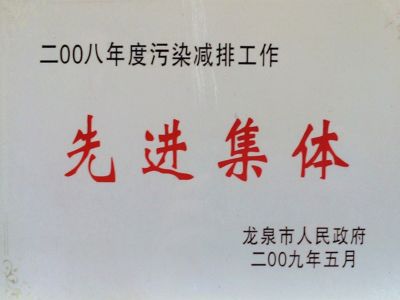 二00八年度污染减排工作
先进集体
龙泉市人民政府
二00九年五月